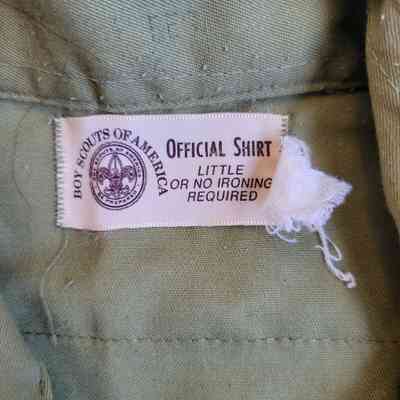 BOY SCOUTS OF AMERICA
OFFICIAL SHIRT
LITTLE
OR NO IRONING
REQUIRED